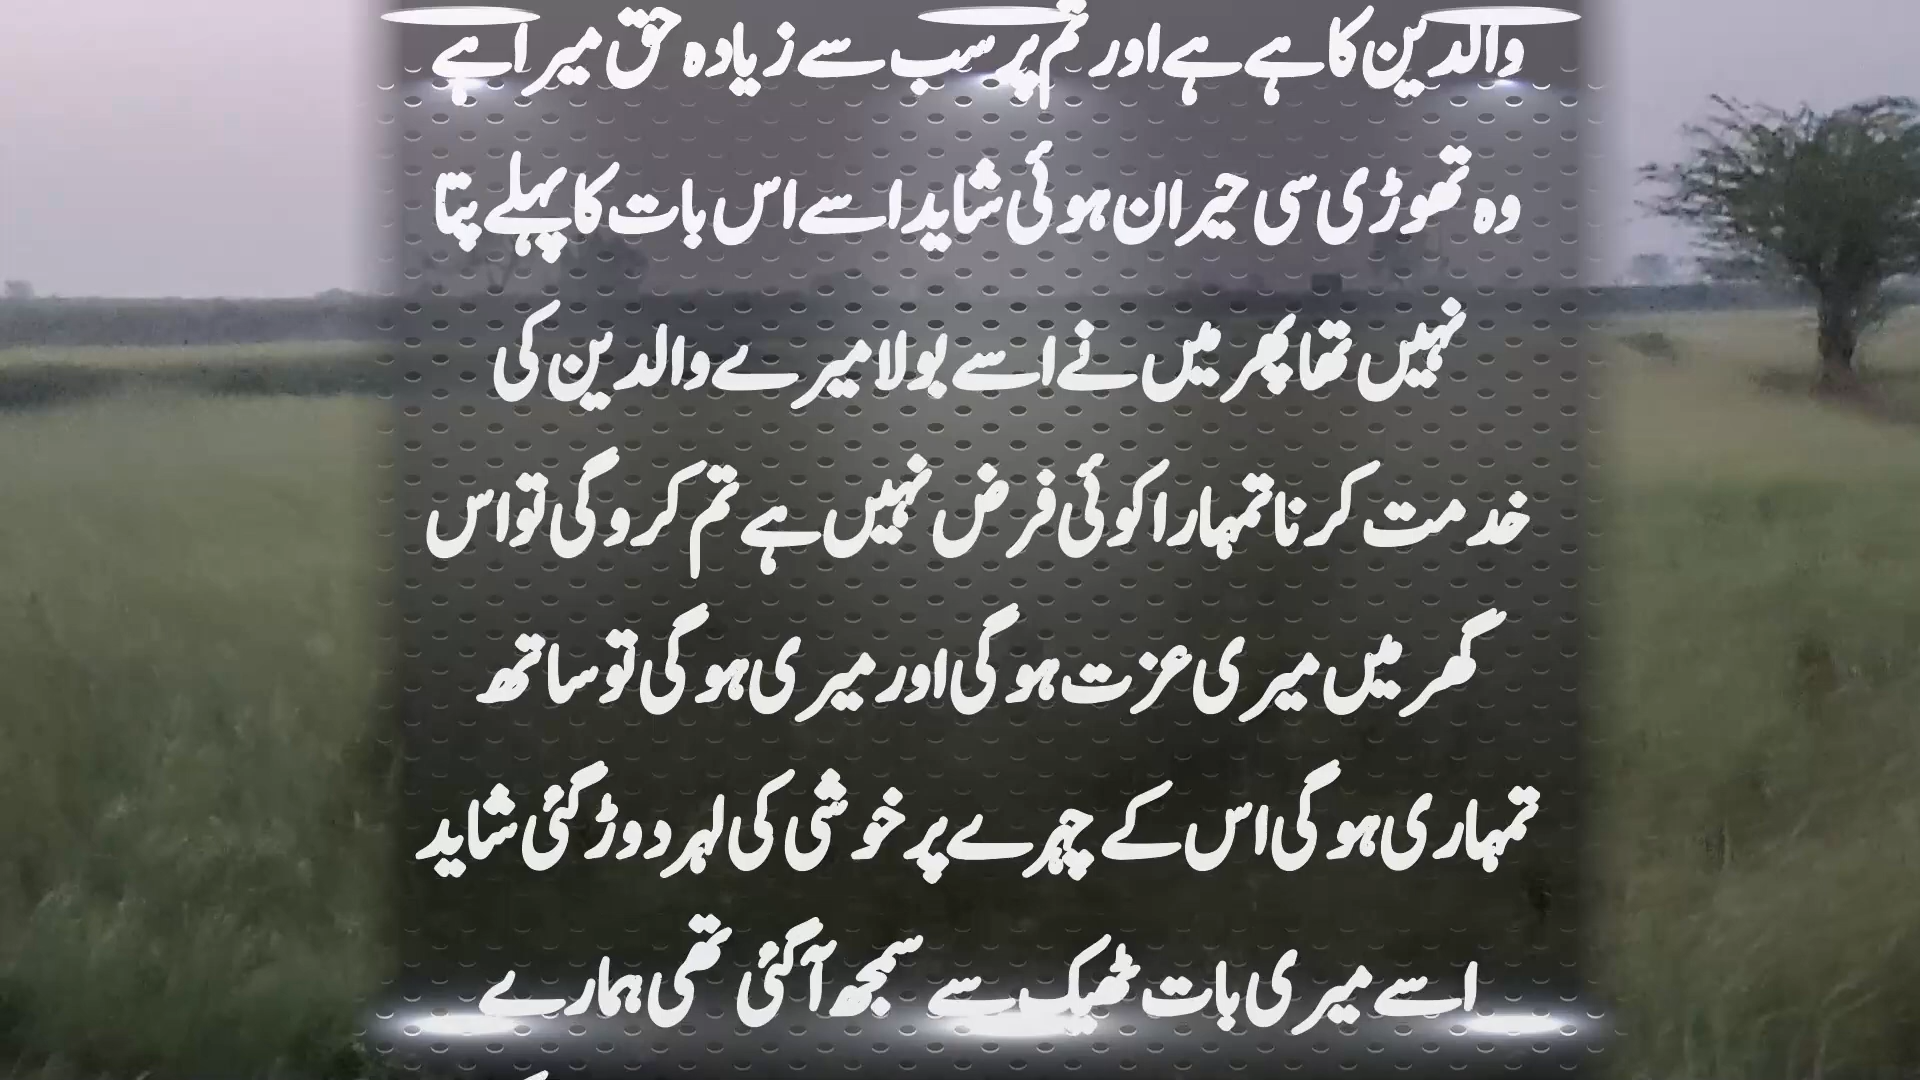 والدین کا ہے ہے اور تم پر سب سے زیادہ حق میرا ہے
وہ تھوڑی سی حیران ہوئی شاید اسے اس بات کا پہلے پتا
نہیں تھا پھر میں نے اسے بولا میرے والدین کی
خدمت کرنا تمہارا کوئی فرض نہیں ہے تم کرو گی تو اس
گھر میں میری عزت ہو گی اور میری ہو گی تو ساتھ
تمہاری ہو گی اس کے چہرے پر خوشی کی لہر دوڑ گئی شاید
اسے میری بات ٹھیک سے سمجھ آ گئی تھی ہمارے